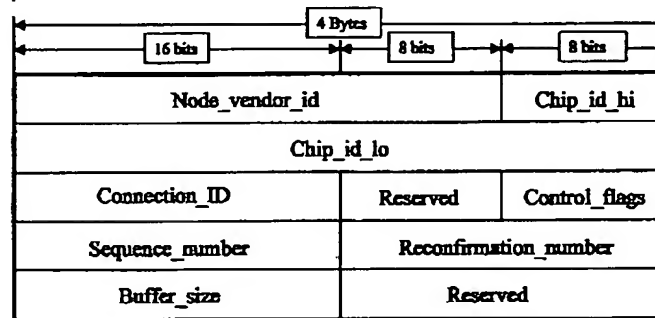 4 Bytes
16 bits 8 bits 8 bits
Node_vendor_id Chip_id_hi
Chip_id_lo
Connection_ID Reserved Control_flags
Sequence_number Reconfirmation_number
Buffer_size Reserved